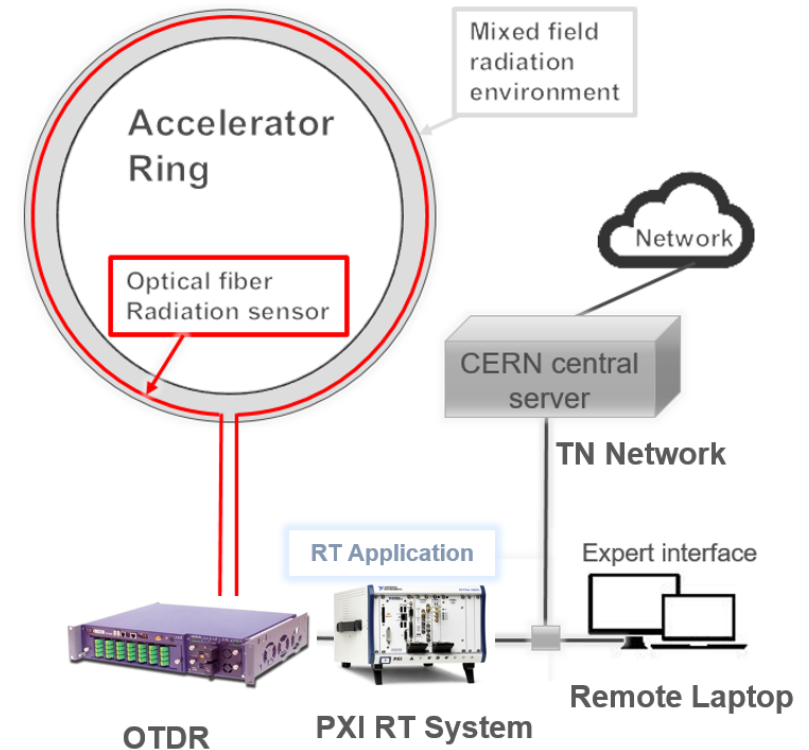 Mixed field
radiation
environment
Accelerator
Ring
Network
Optical fiber
Radiation sensor
CERN central
server
TN Network
RT Application
Expert interface
PXI
Remote Laptop
PXI RT System
OTDR